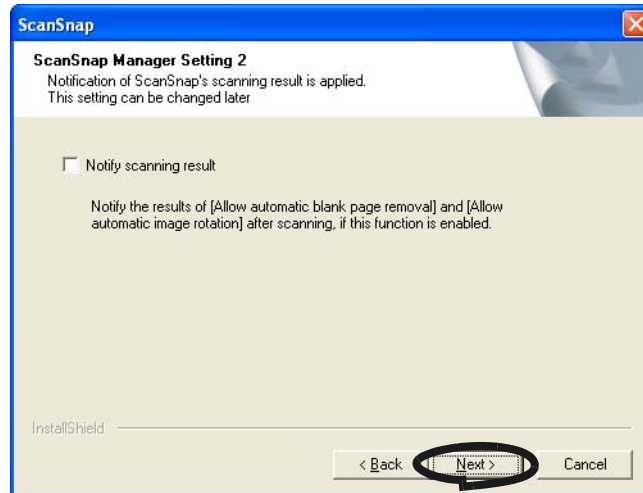 ScanSnap
ScanSnap Manager Setting 2
Notification of ScanSnap's scanning result is applied.
This setting can be changed later
Notify scanning result
Notify the results of [Allow automatic blank page removal] and [Allow
automatic image rotation] after scanning, if this function is enabled.
InstallShield
< Back
Next >
Cancel